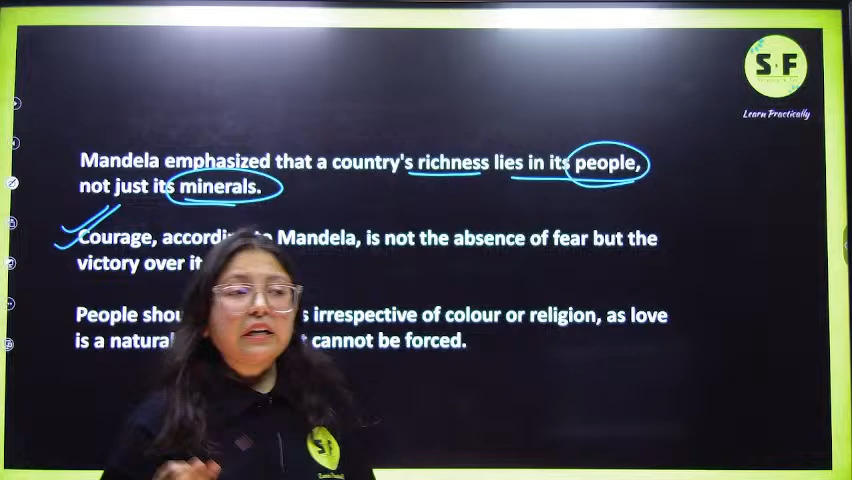 S F
Learn Practically
Mandela emphasized that a country's richness lies in its people,
not just its minerals.
Courage, Mandela, is not the absence of fear but the
victory over it
People irrespective of colour or religion, as love
is a natural cannot be forced.
S F